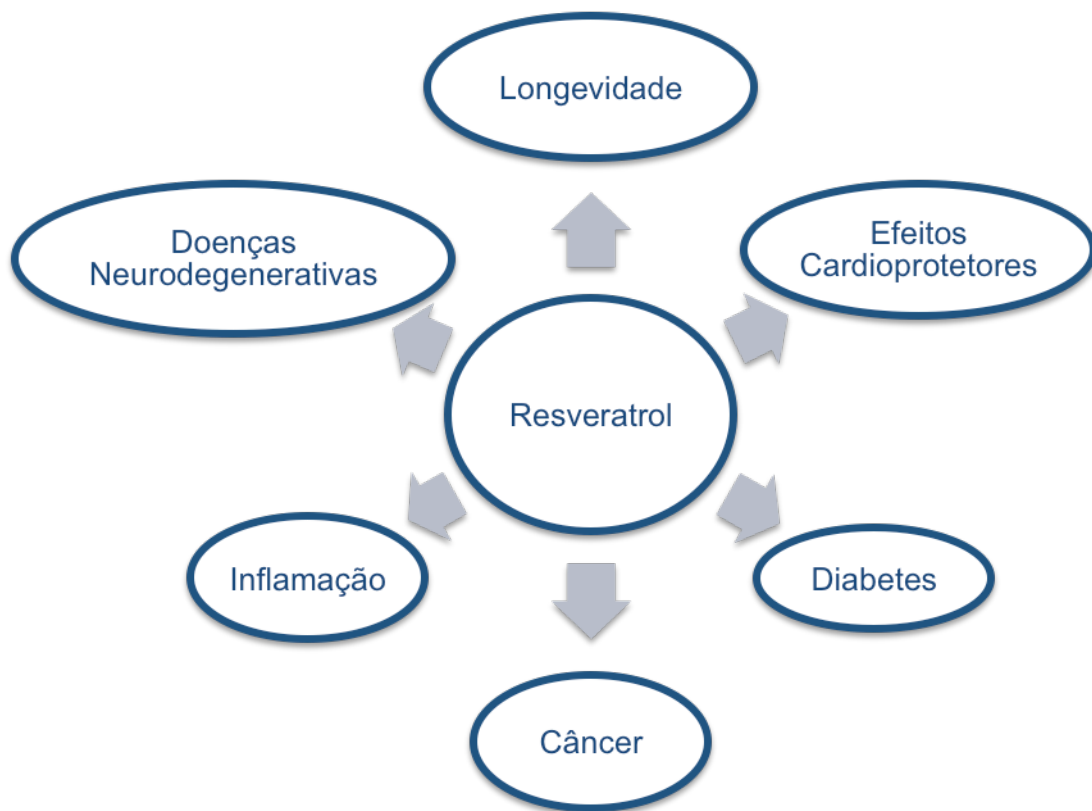 Longevidade
Doenças
Neurodegenerativas
Efeitos
Cardioprotetores
Resveratrol
Inflamação
Diabetes
Câncer